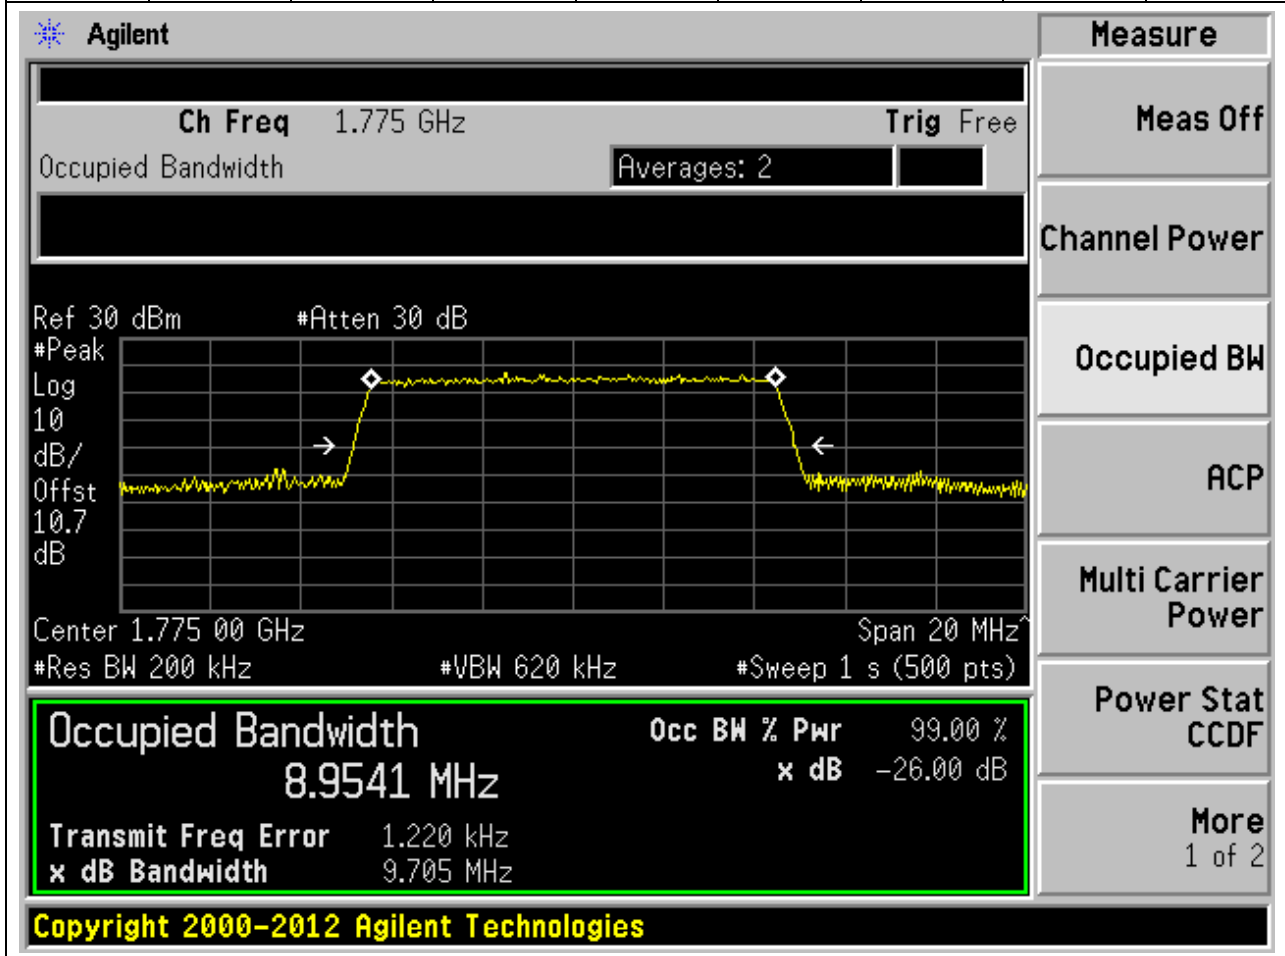 Agilent
Measure
Ch Freq 1.775 GHz Trig Free
Occupied Bandwidth Averages: 2
Meas Off
Channel Power
Occupied BW
ACP
Multi Carrier
Power
Power Stat
CCDF
More
1 of 2
Ref 30 dBm #Atten 30 dB
#Peak
Log
10
dB/
Offst
10.7
dB
Center 1.775 00 GHz Span 20 MHz^
#Res BW 200 kHz #VBW 620 kHz #Sweep 1 s (500 pts)
Occupied Bandwidth Occ BW % Pwr 99.00 %
8.9541 MHz x dB -26.00 dB
Transmit Freq Error 1.220 kHz
x dB Bandwidth 9.705 MHz
Copyright 2000-2012 Agilent Technologies